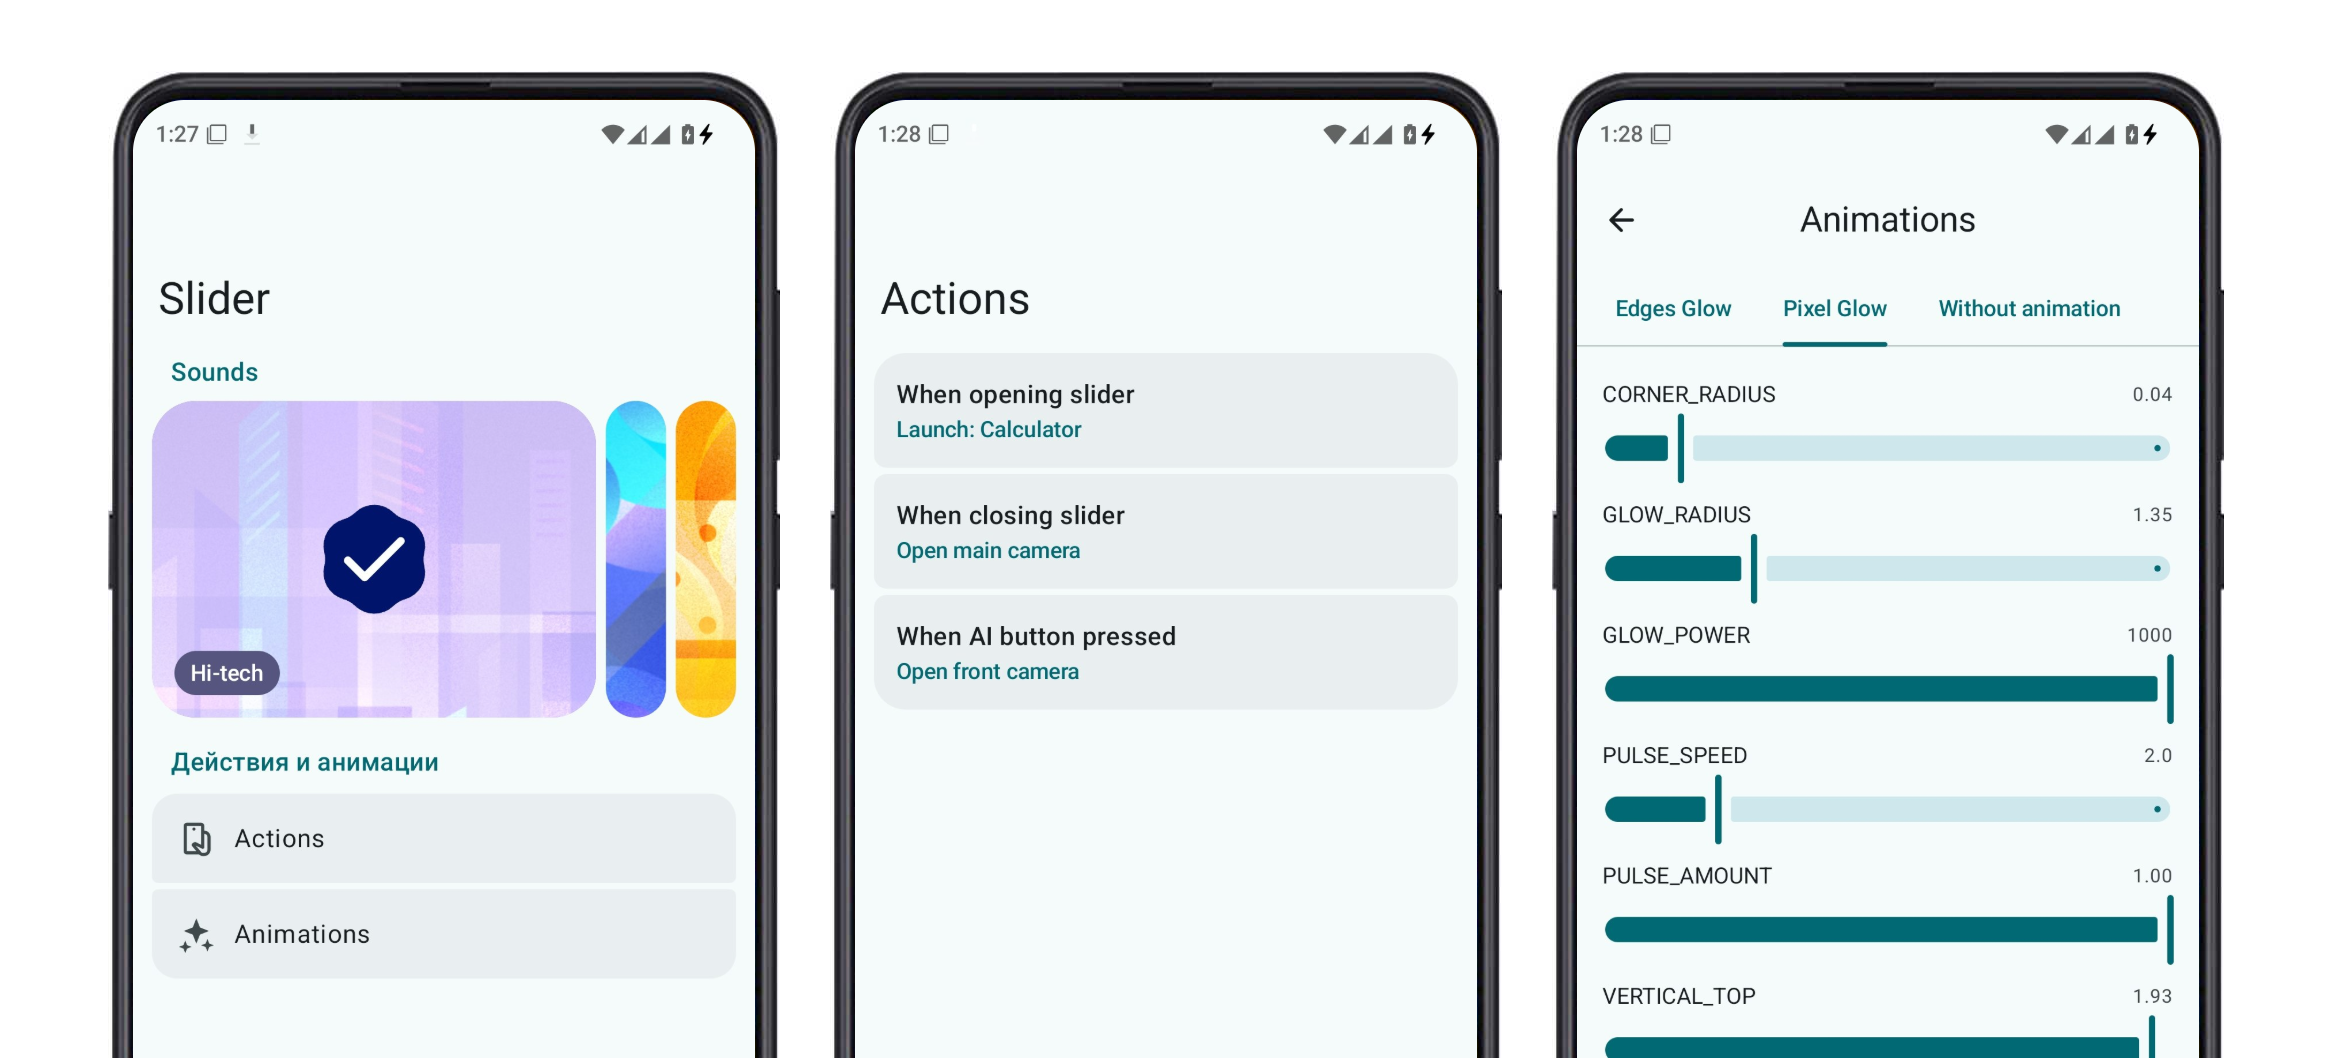 1:27
Slider
Sounds
Hi-tech
Действия и анимации
Actions
Animations
1:28
Actions
When opening slider
Launch: Calculator
When closing slider
Open main camera
When AI button pressed
Open front camera
1:28
Animations
Edges Glow Pixel Glow Without animation
CORNER_RADIUS 0.04
GLOW_RADIUS 1.35
GLOW_POWER 1000
PULSE_SPEED 2.0
PULSE_AMOUNT 1.00
VERTICAL_TOP 1.93